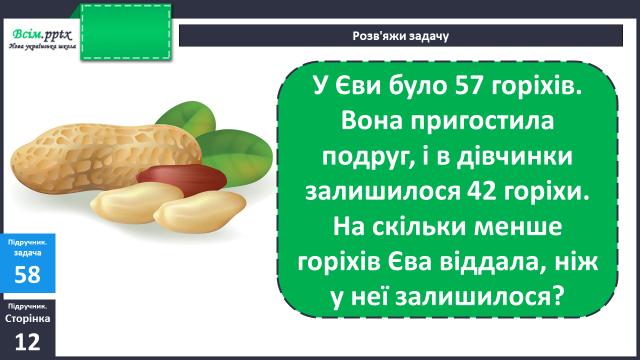 Всім.pptx
Нова українська школа
Розв'яжи задачу
У Єви було 57 горіхів.
Вона пригостила
подруг, і в дівчинки
залишилося 42 горіхи.
На скільки менше
горіхів Єва віддала, ніж
у неї залишилося?
Підручник.
задача
58
Підручник.
Сторінка
12